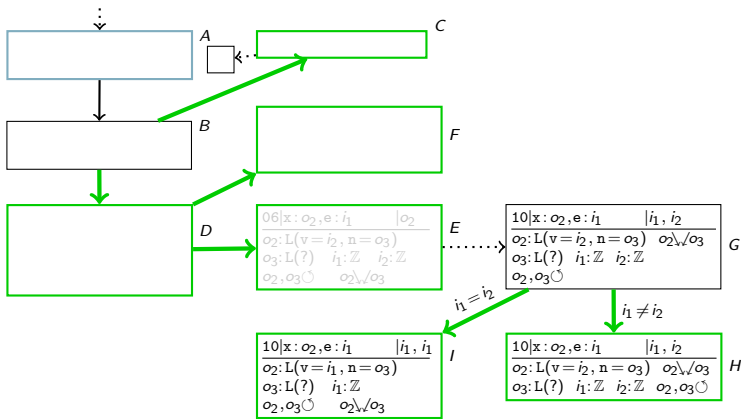 A
C
B
F
D
06|x:o₂,e:i₁ |o₂
o₂:L(v=i₂, n=o₃)
o₃:L(?) i₁:ℤ i₂:ℤ
o₂,o₃↺ o₂↘↙o₃
E
10|x:o₂,e:i₁ |i₁, i₂
o₂:L(v=i₂, n=o₃) o₂↘↙o₃
o₃:L(?) i₁:ℤ i₂:ℤ
o₂,o₃↺
G
i₁=i₂
i₁≠i₂
10|x:o₂,e:i₁ |i₁, i₁
o₂:L(v=i₁, n=o₃)
o₃:L(?) i₁:ℤ
o₂,o₃↺ o₂↘↙o₃
I
10|x:o₂,e:i₁ |i₁, i₂
o₂:L(v=i₂, n=o₃) o₂↘↙o₃
o₃:L(?) i₁:ℤ i₂:ℤ o₂,o₃↺
H